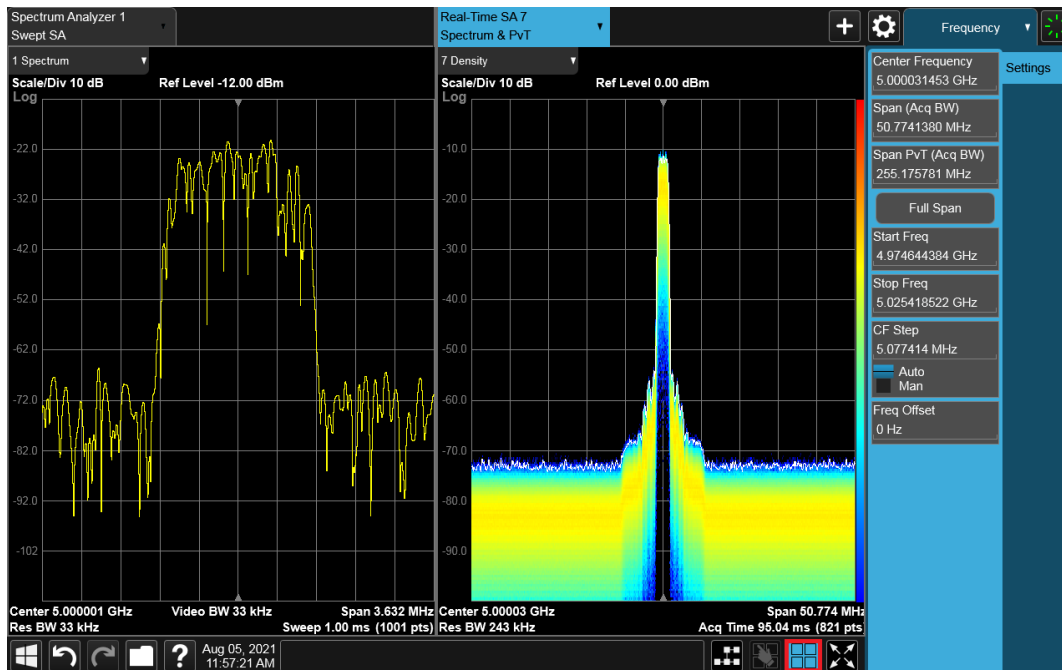 Spectrum Analyzer 1
Swept SA
Real-Time SA 7
Spectrum & PvT
Frequency
1 Spectrum
Scale/Div 10 dB
Ref Level -12.00 dBm
Log
-22.0
-32.0
-42.0
-52.0
-62.0
-72.0
-82.0
-92.0
-102
Center 5.000001 GHz
Video BW 33 kHz
Span 3.632 MHz
Res BW 33 kHz
Sweep 1.00 ms (1001 pts)
7 Density
Scale/Div 10 dB
Ref Level 0.00 dBm
Log
-10.0
-20.0
-30.0
-40.0
-50.0
-60.0
-70.0
-80.0
-90.0
Center 5.00003 GHz
Span 50.774 MHz
Res BW 243 kHz
Acq Time 95.04 ms (821 pts)
Center Frequency
5.000031453 GHz
Settings
Span (Acq BW)
50.7741380 MHz
Span PvT (Acq BW)
255.175781 MHz
Full Span
Start Freq
4.974644384 GHz
Stop Freq
5.025418522 GHz
CF Step
5.077414 MHz
Auto
Man
Freq Offset
0 Hz
?
Aug 05, 2021
11:57:21 AM